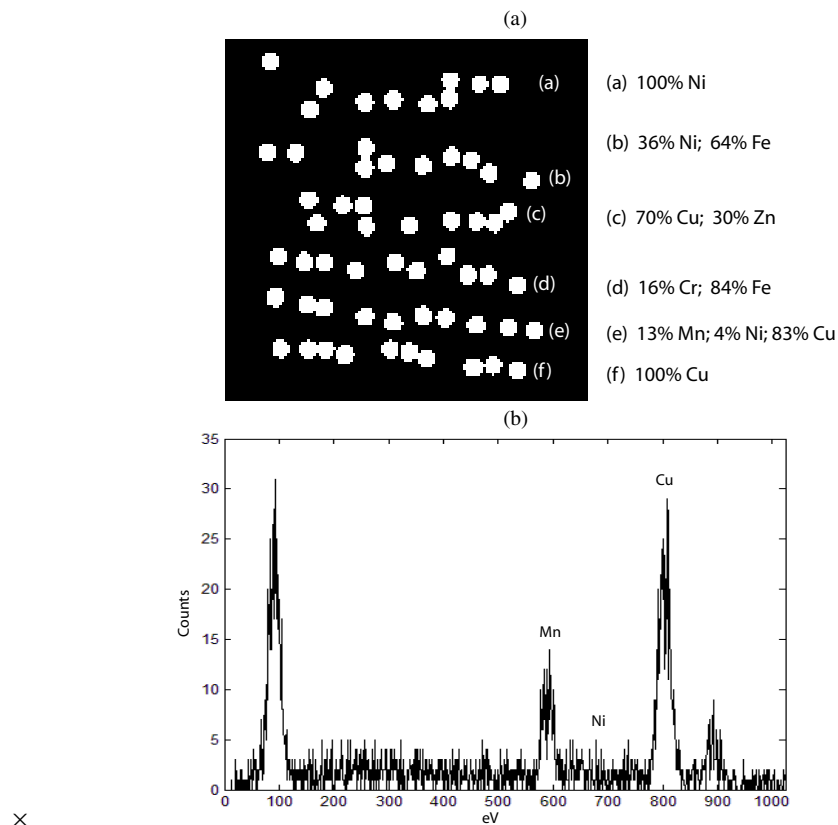 (a)
(a)
(a) 100% Ni
(b) 36% Ni; 64% Fe
(b)
(c)
(c) 70% Cu; 30% Zn
(d)
(d) 16% Cr; 84% Fe
(e)
(e) 13% Mn; 4% Ni; 83% Cu
(f)
(f) 100% Cu
(b)
35
30
25
20
15
10
5
0
Counts
Cu
Mn
Ni
0 100 200 300 400 500 600 700 800 900 1000
eV
×